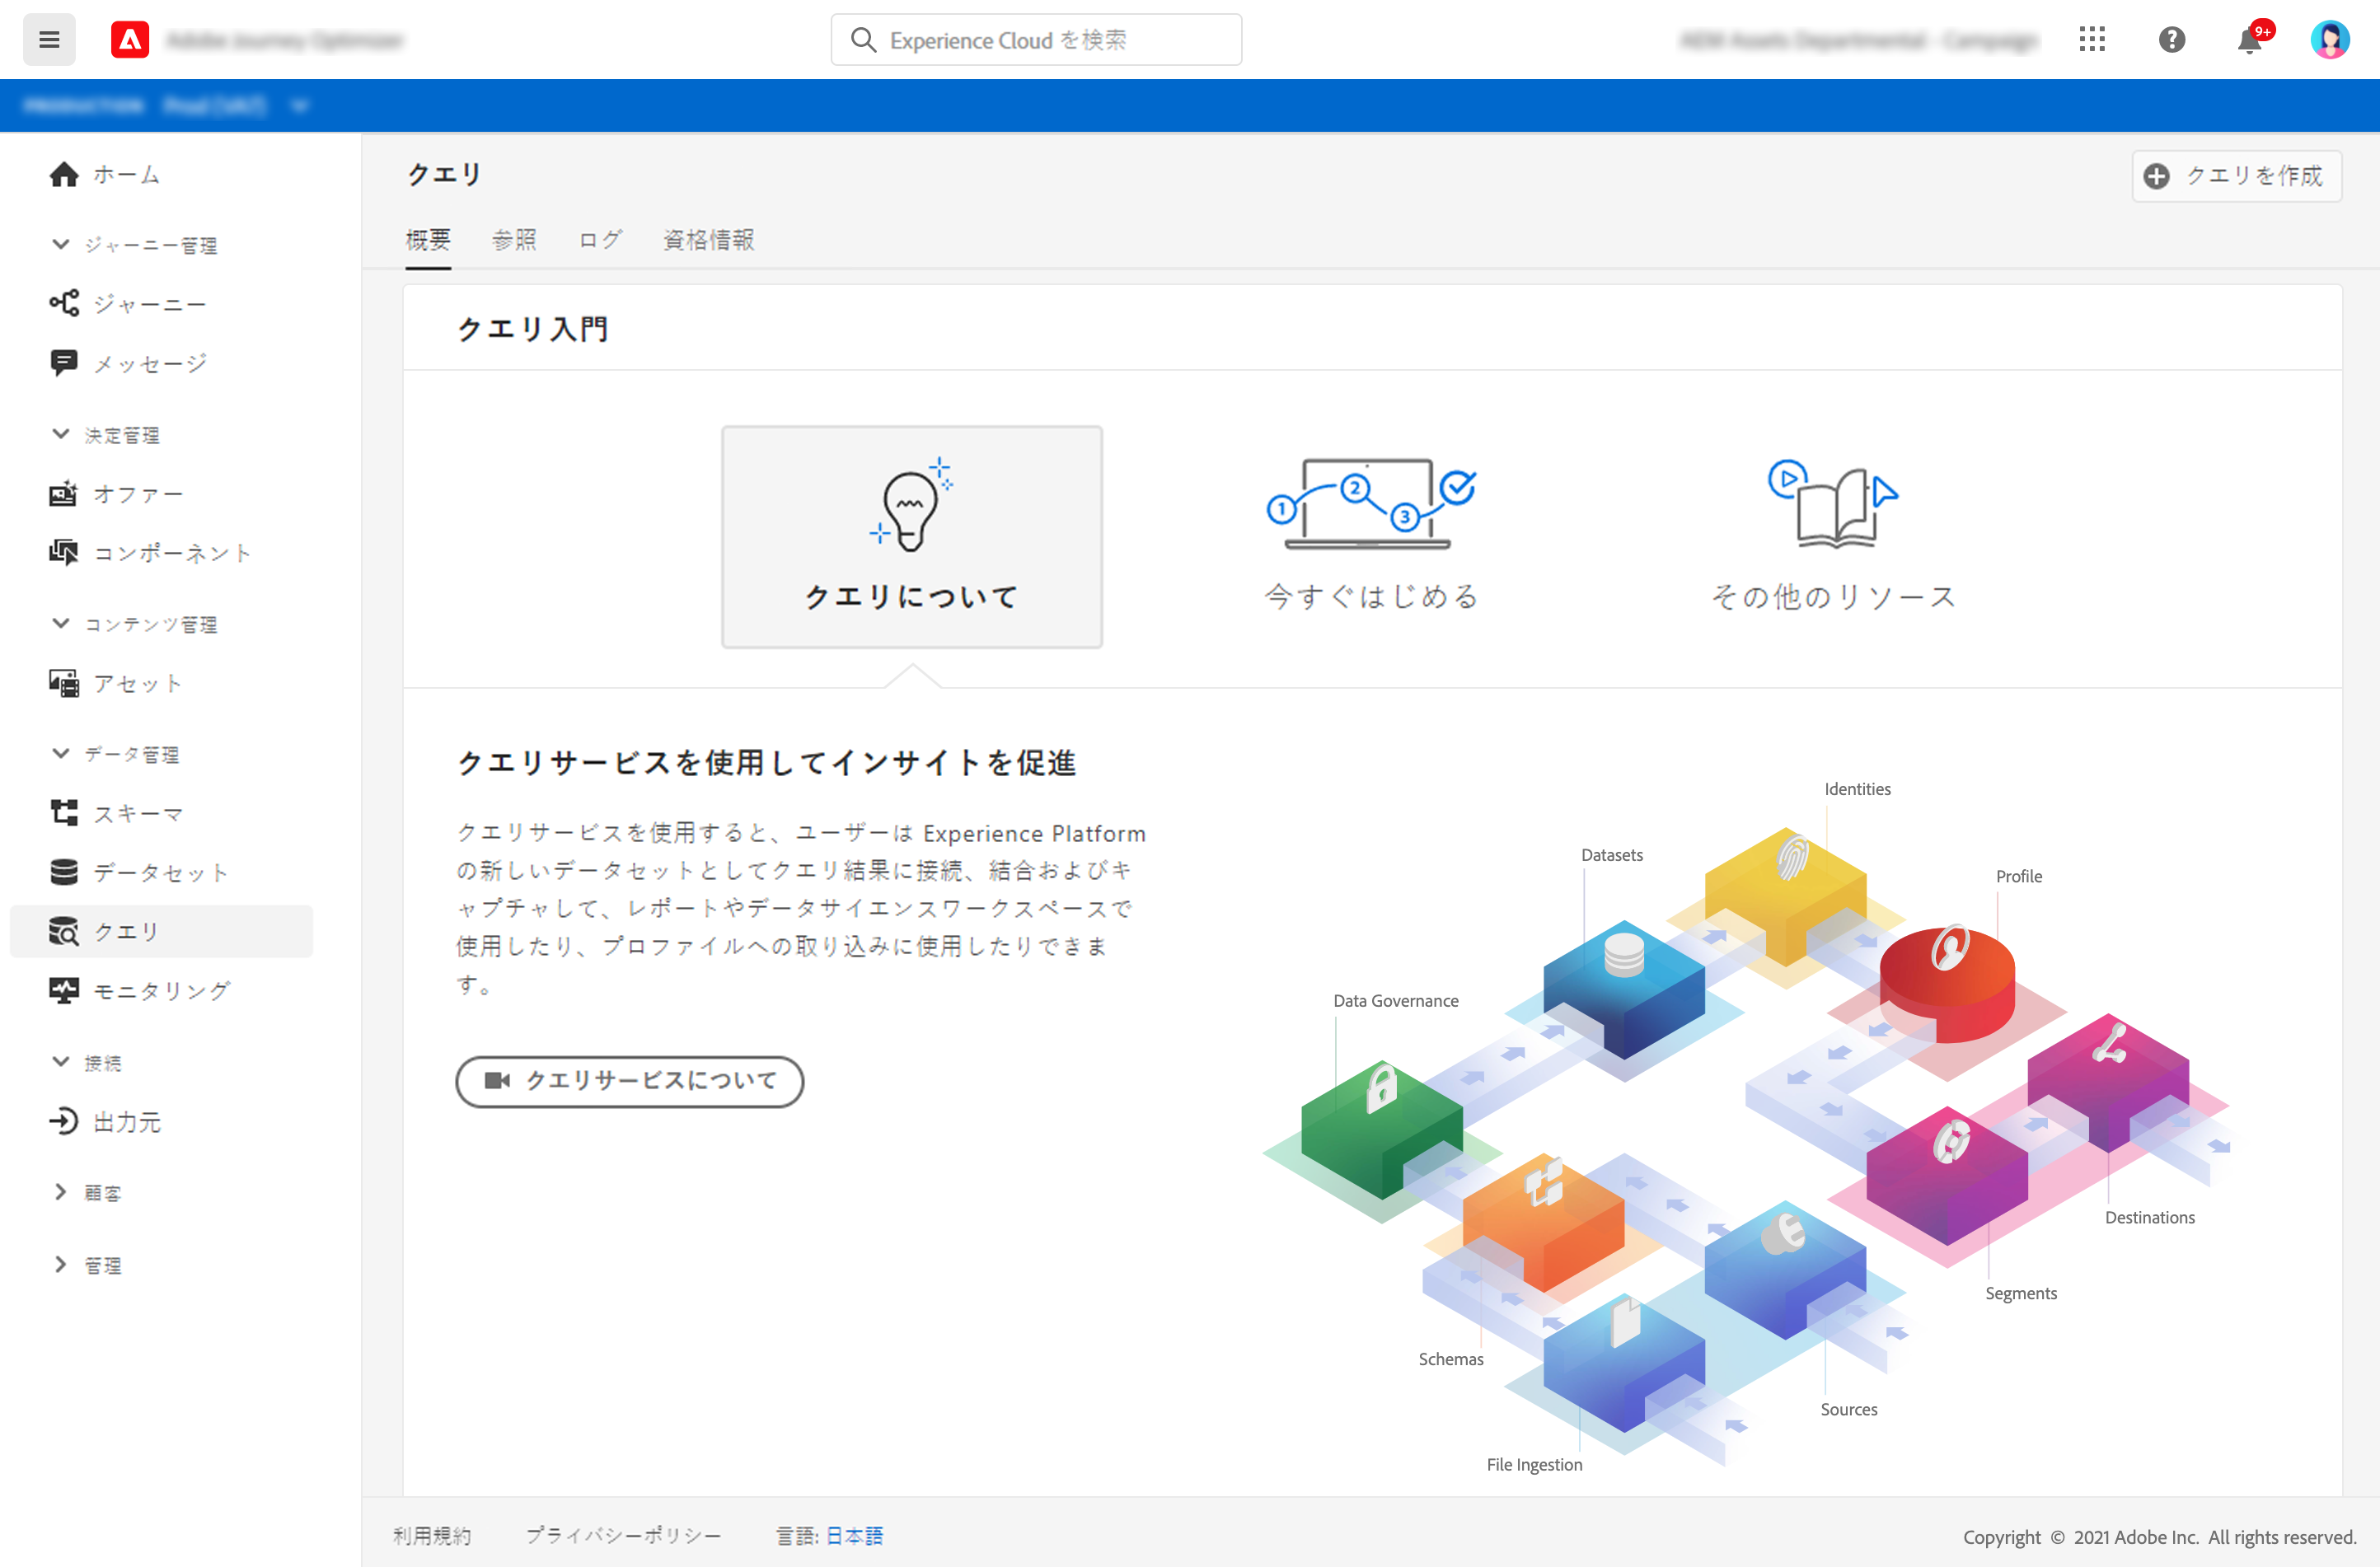 Experience Cloud を検索
9+
ホーム
ジャーニー管理
ジャーニー
メッセージ
決定管理
オファー
コンポーネント
コンテンツ管理
アセット
データ管理
スキーマ
データセット
クエリ
モニタリング
接続
出力元
顧客
管理
クエリ
クエリを作成
概要 参照 ログ 資格情報
クエリ入門
クエリについて
1 2 3
今すぐはじめる
その他のリソース
クエリサービスを使用してインサイトを促進
クエリサービスを使用すると、ユーザーは Experience Platform
の新しいデータセットとしてクエリ結果に接続、結合およびキ
ャプチャして、レポートやデータサイエンスワークスペースで
使用したり、プロファイルへの取り込みに使用したりできま
す。
クエリサービスについて
Identities
Datasets
Profile
Data Governance
Destinations
Segments
Schemas
Sources
File Ingestion
利用規約 プライバシーポリシー 言語: 日本語
Copyright © 2021 Adobe Inc. All rights reserved.